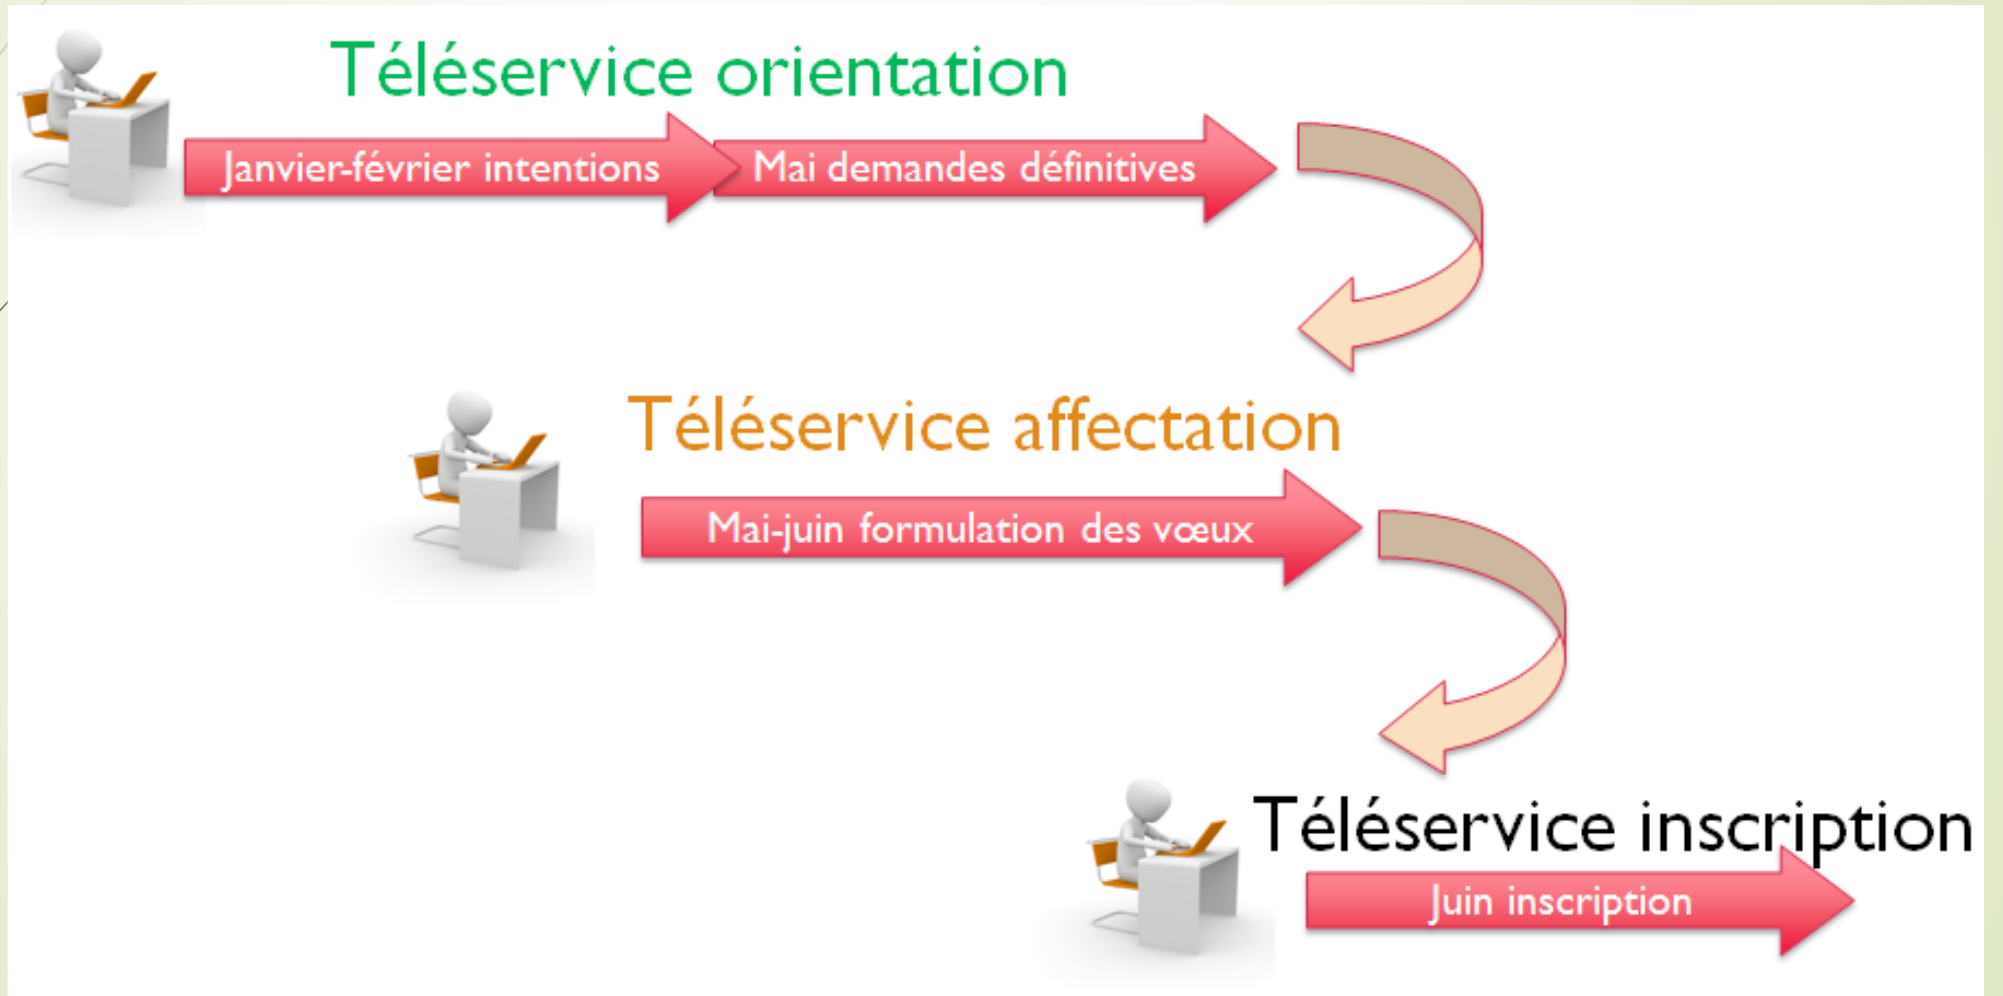 Téléservice orientation
Janvier-février intentions
Mai demandes définitives
Téléservice affectation
Mai-juin formulation des vœux
Téléservice inscription
Juin inscription